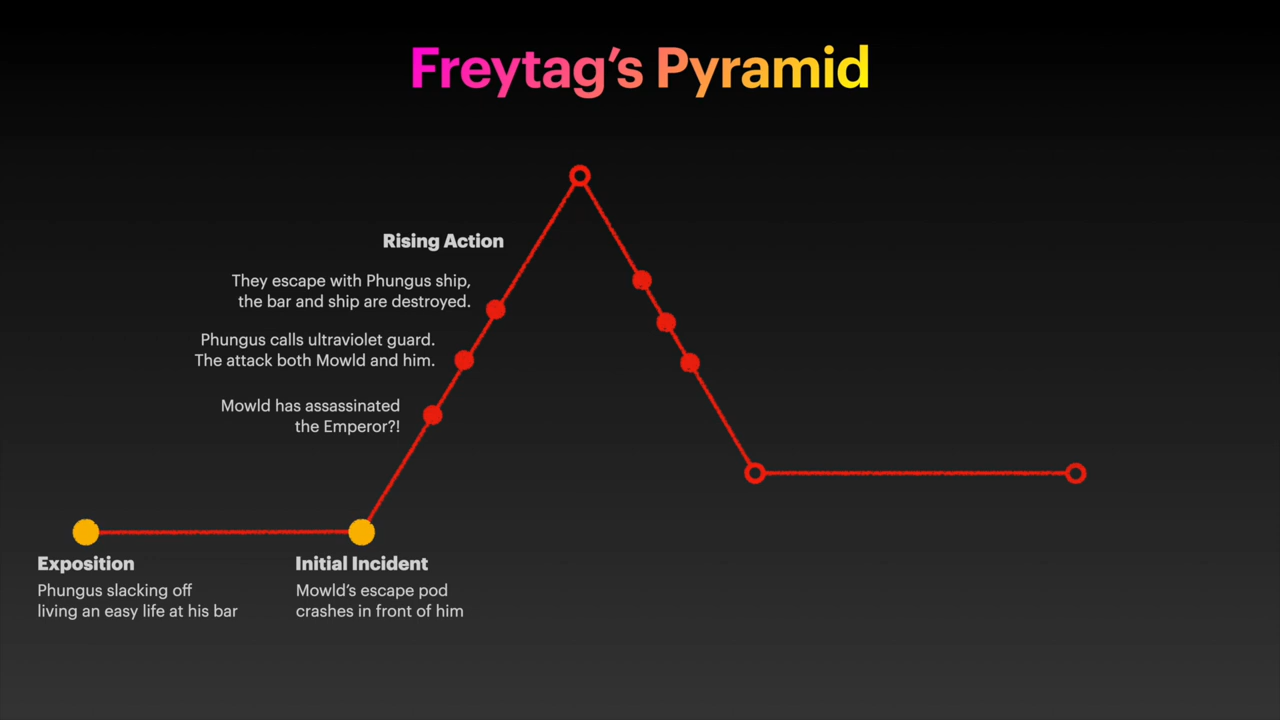 Freytag's Pyramid
Rising Action
They escape with Phungus ship,
the bar and ship are destroyed.
Phungus calls ultraviolet guard.
The attack both Mowld and him.
Mowld has assassinated
the Emperor?!
Exposition
Phungus slacking off
living an easy life at his bar
Initial Incident
Mowld’s escape pod
crashes in front of him